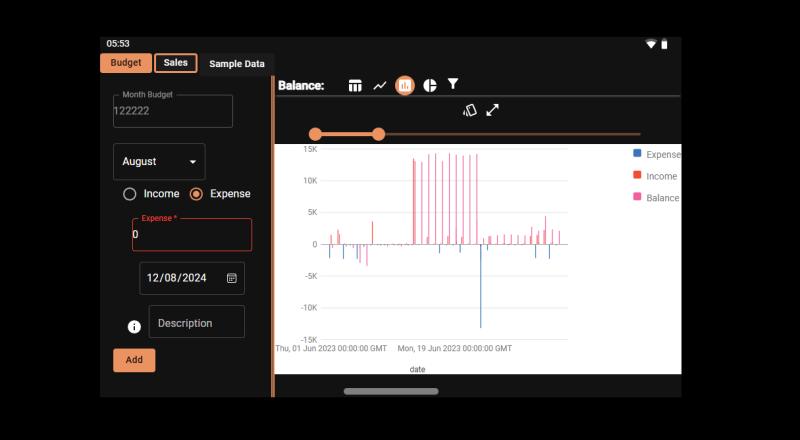 05:53
Budget
Sales
Sample Data
Month Budget
122222
August
Income
Expense
Expense *
0
12/08/2024
Description
Add
Balance:
15K
10K
5K
0
-5K
-10K
-15K
Thu, 01 Jun 2023 00:00:00 GMT
Mon, 19 Jun 2023 00:00:00 GMT
date
Expense
Income
Balance